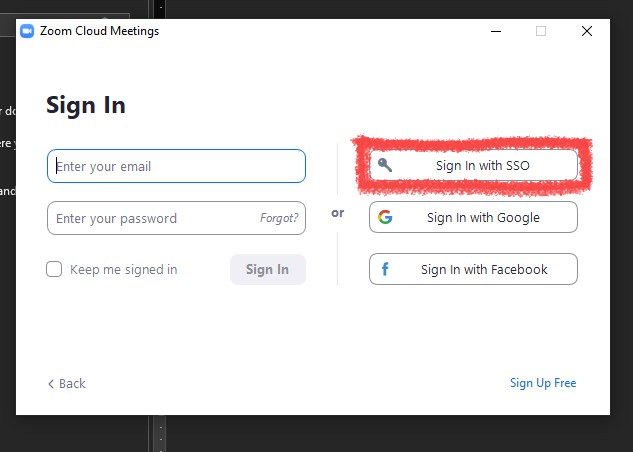 Zoom Cloud Meetings
Sign In
Enter your email
Enter your password
Forgot?
Keep me signed in
Sign In
or
Sign In with SSO
Sign In with Google
Sign In with Facebook
Back
Sign Up Free